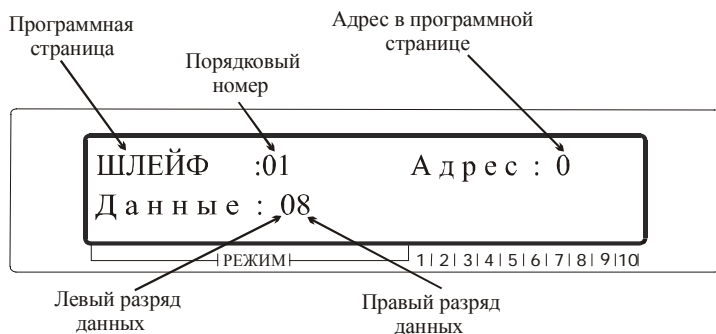 Программная
страница
Порядковый
номер
Адрес в программной
странице
ШЛЕЙФ :01 Адрес: 0
Данные: 08
РЕЖИМ 1 2 3 4 5 6 7 8 9 10
Левый разряд
данных
Правый разряд
данных